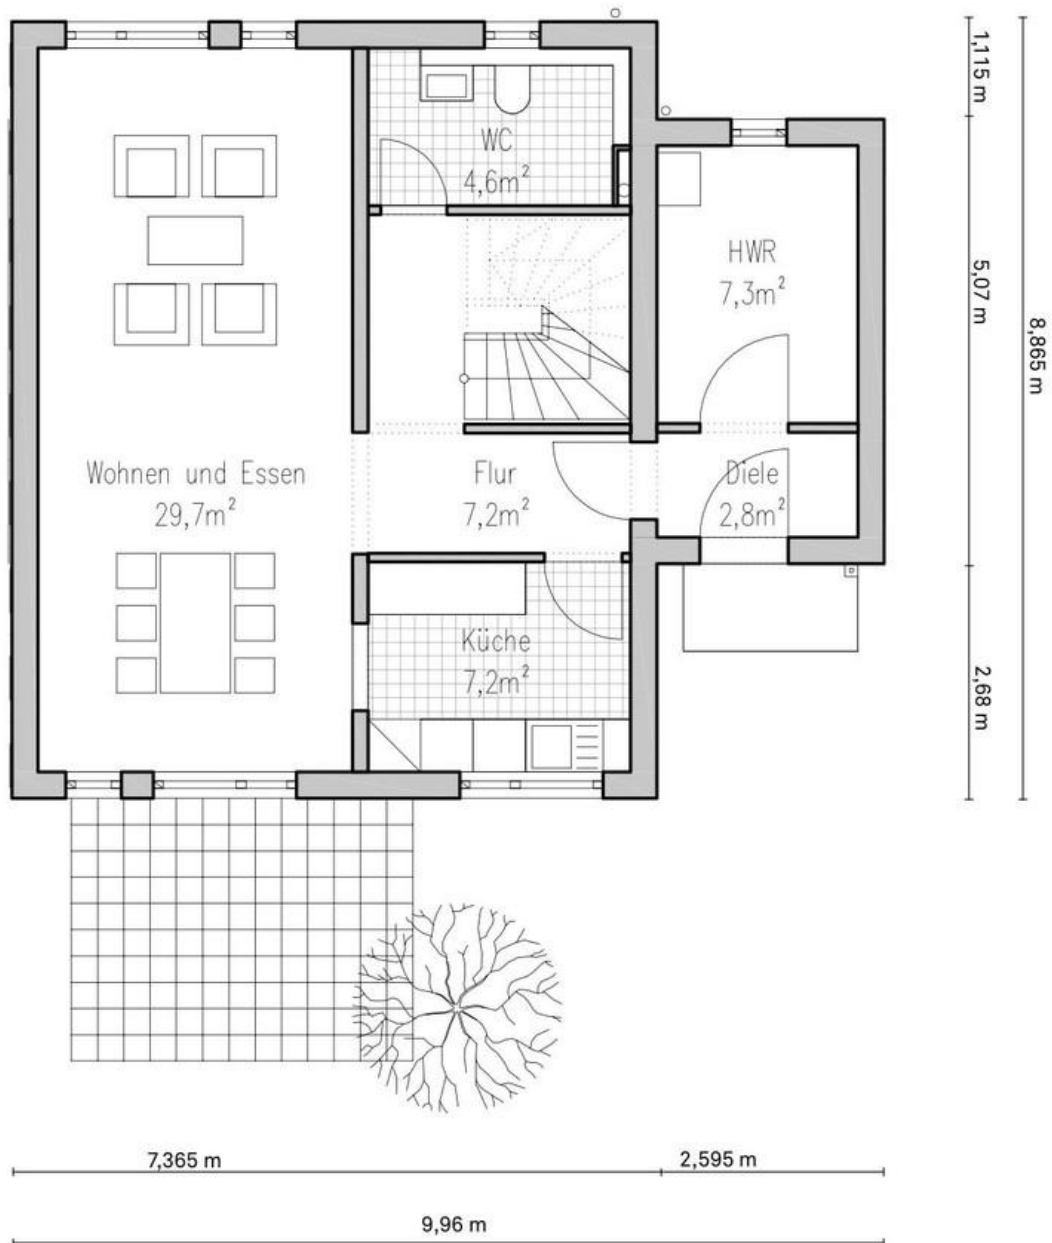 1,115 m
WC
4,6m²
HWR
7,3m²
5,07 m
8,865 m
Wohnen und Essen
29,7m²
Flur
7,2m²
Diele
2,8m²
Küche
7,2m²
2,68 m
7,365 m
2,595 m
9,96 m